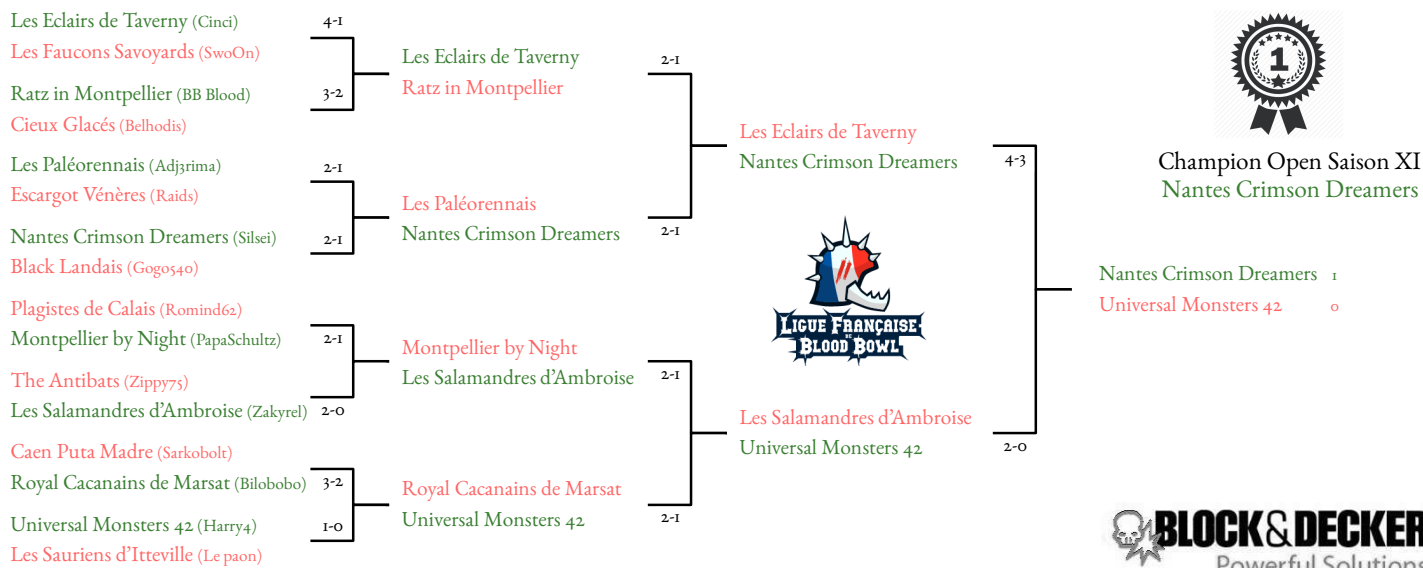 Les Eclairs de Taverny (Cinci) 4-1
Les Faucons Savoyards (SwoOn)
Ratz in Montpellier (BB Blood) 3-2
Cieux Glacés (Belhodis)
Les Paléorennais (Adj3rima) 2-1
Escargot Vénères (Raids)
Nantes Crimson Dreamers (Silsei) 2-1
Black Landais (Gogo540)
Plagistes de Calais (Romind62)
Montpellier by Night (PapaSchultz) 2-1
The Antibats (Zippy75)
Les Salamandres d’Ambroise (Zakyrel) 2-0
Caen Puta Madre (Sarkobolt)
Royal Cacanains de Marsat (Bilobobo) 3-2
Universal Monsters 42 (Harry4) 1-0
Les Sauriens d’Itteville (Le paon)
Les Eclairs de Taverny 2-1
Ratz in Montpellier
Les Paléorennais
Nantes Crimson Dreamers 2-1
Montpellier by Night
Les Salamandres d’Ambroise 2-1
Royal Cacanains de Marsat
Universal Monsters 42 2-1
Les Eclairs de Taverny
Nantes Crimson Dreamers 4-3
Les Salamandres d’Ambroise
Universal Monsters 42 2-0
LIGUE FRANÇAISE
DE
BLOOD BOWL
1
Champion Open Saison XI
Nantes Crimson Dreamers
Nantes Crimson Dreamers 1
Universal Monsters 42 0
BLOCK&DECKER
Powerful Solutions